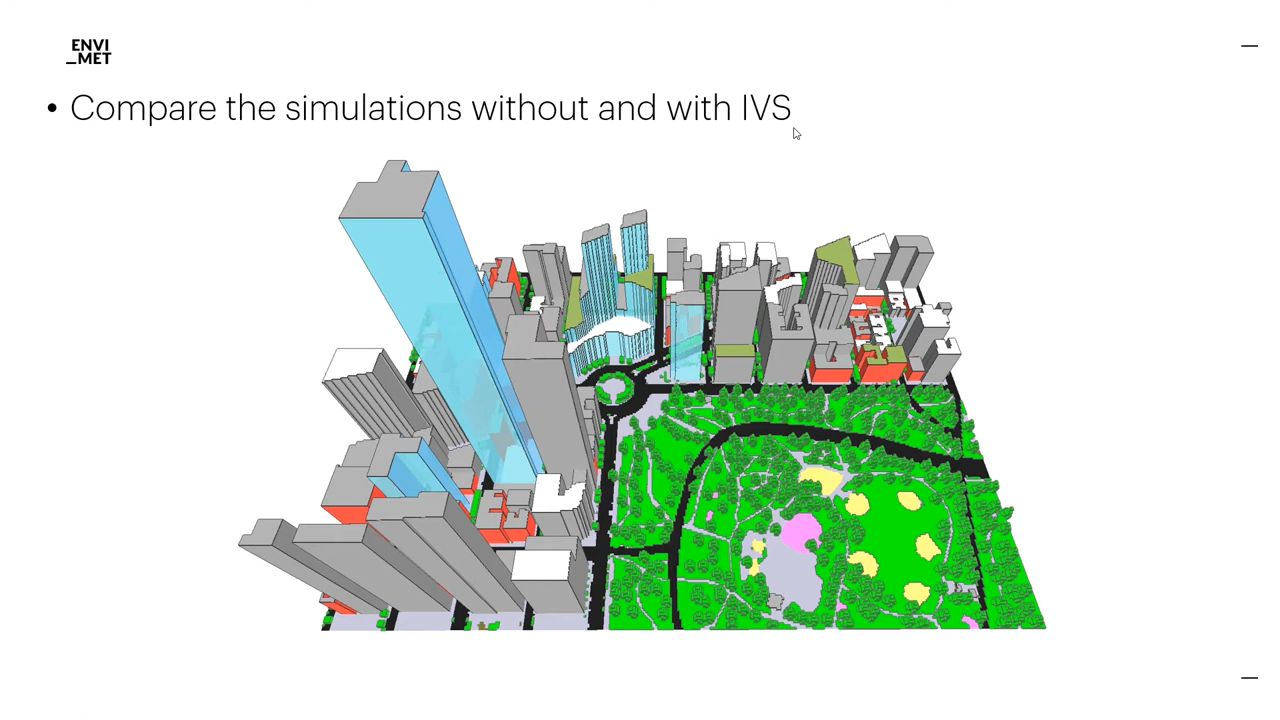 ENVI
_MET
• Compare the simulations without and with IVS